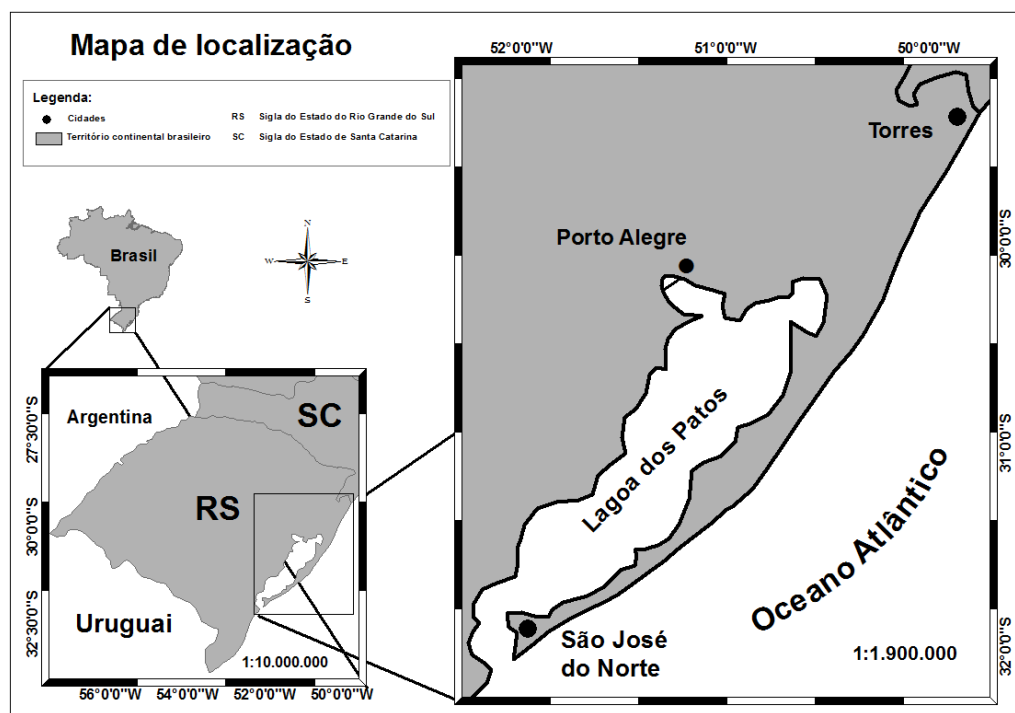 Mapa de localização
Legenda:
Cidades
RS Sigla do Estado do Rio Grande do Sul
Território continental brasileiro
SC Sigla do Estado de Santa Catarina
Brasil
N
W
E
S
Argentina
SC
RS
Uruguai
1:10.000.000
27°30'0"S
30°0'0"S
32°30'0"S
56°0'0"W
54°0'0"W
52°0'0"W
50°0'0"W
52°0'0"W
51°0'0"W
50°0'0"W
Torres
Porto Alegre
Lagoa dos Patos
Oceano Atlântico
São José
do Norte
1:1.900.000
30°0'0"S
31°0'0"S
32°0'0"S